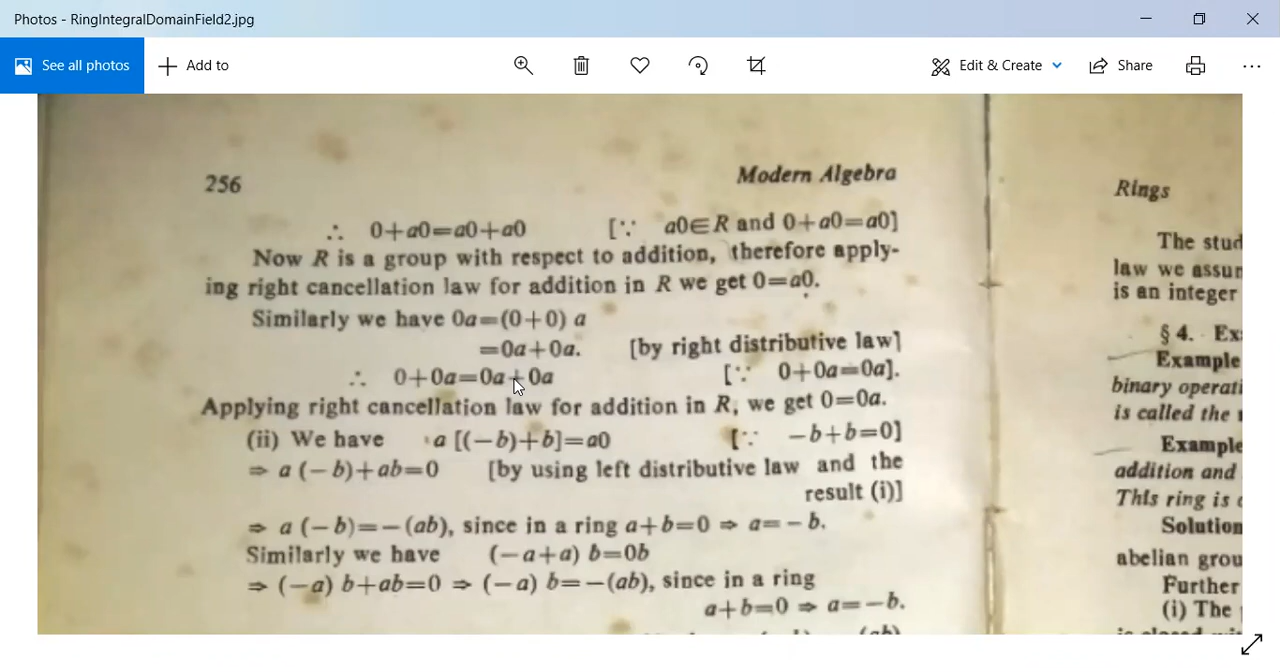 Photos - RingIntegralDomainField2.jpg
See all photos
Add to
Edit & Create
Share
256
Modern Algebra
∴ 0+a0=a0+a0 [∵ a0∈R and 0+a0=a0]
Now R is a group with respect to addition, therefore apply-
ing right cancellation law for addition in R we get 0=a0.
Similarly we have 0a=(0+0) a
=0a+0a. [by right distributive law]
∴ 0+0a=0a+0a [∵ 0+0a=0a].
Applying right cancellation law for addition in R, we get 0=0a.
(ii) We have a [(−b)+b]=a0 [∵ −b+b=0]
⇒ a (−b)+ab=0 [by using left distributive law and the
result (i)]
⇒ a (−b)=−(ab), since in a ring a+b=0 ⇒ a=−b.
Similarly we have (−a+a) b=0b
⇒ (−a) b+ab=0 ⇒ (−a) b=−(ab), since in a ring
a+b=0 ⇒ a=−b.
Rings
The stud
law we assum
is an integer
§ 4. Ex
Example
binary operati
is called the
Example
addition and
This ring is
Solution
abelian grou
Further
(i) The